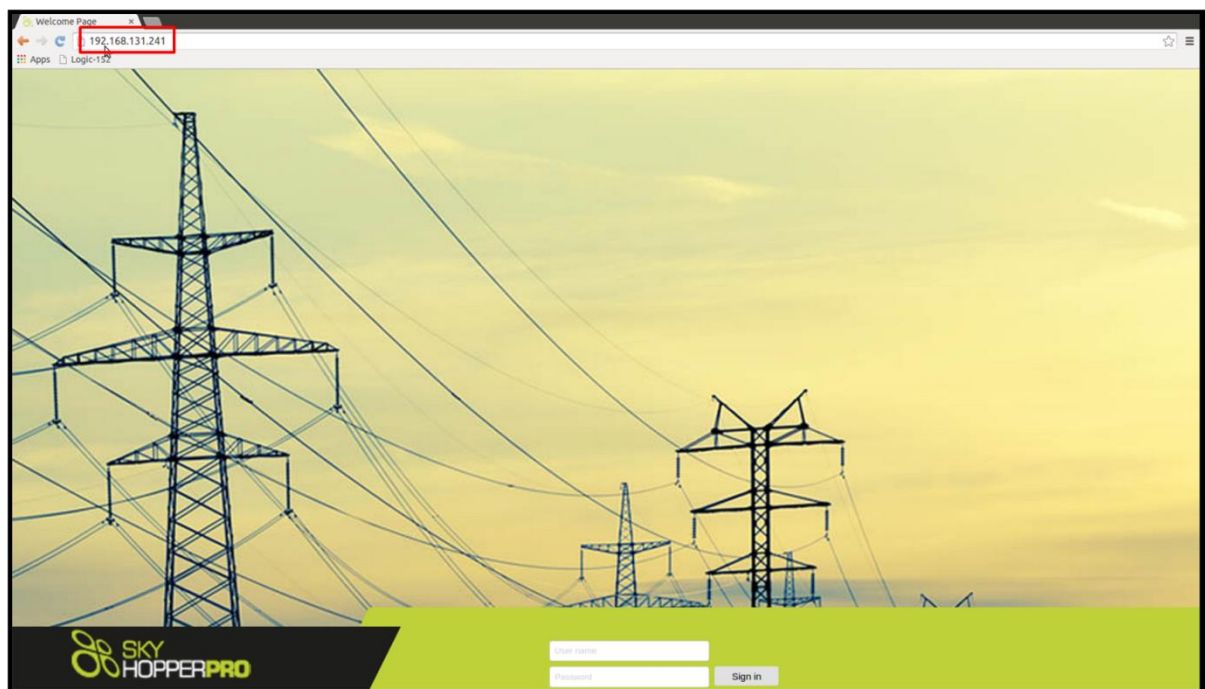 Welcome Page
192.168.131.241
Apps Logic-152
SKY
HOPPERPRO
User name
Password
Sign in